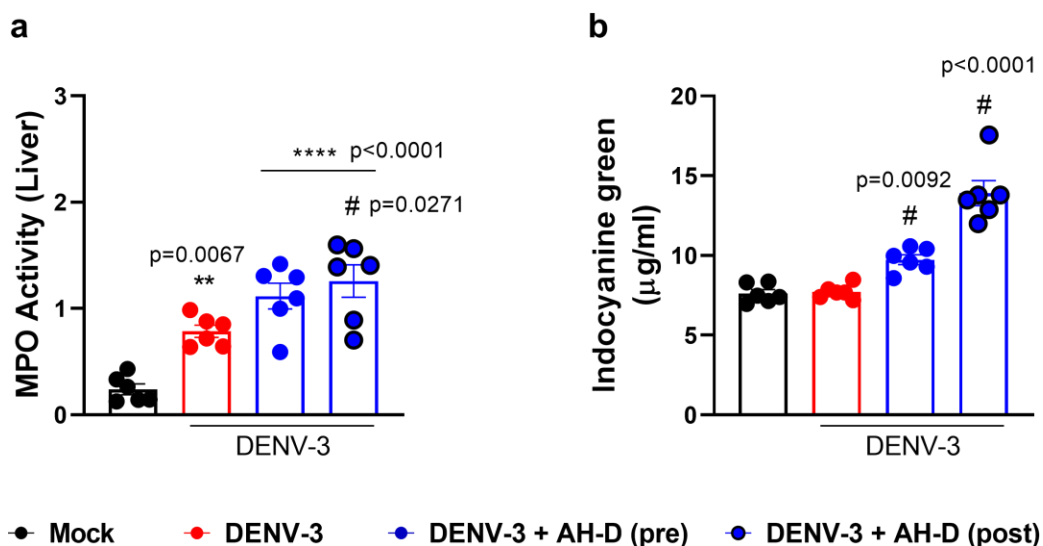 a
MPO Activity (Liver)
3
2
1
0
**** p<0.0001
# p=0.0271
p=0.0067
**
DENV-3
b
Indocyanine green
(µg/ml)
20
15
10
5
0
p<0.0001
#
p=0.0092
#
DENV-3
Mock
DENV-3
DENV-3 + AH-D (pre)
DENV-3 + AH-D (post)